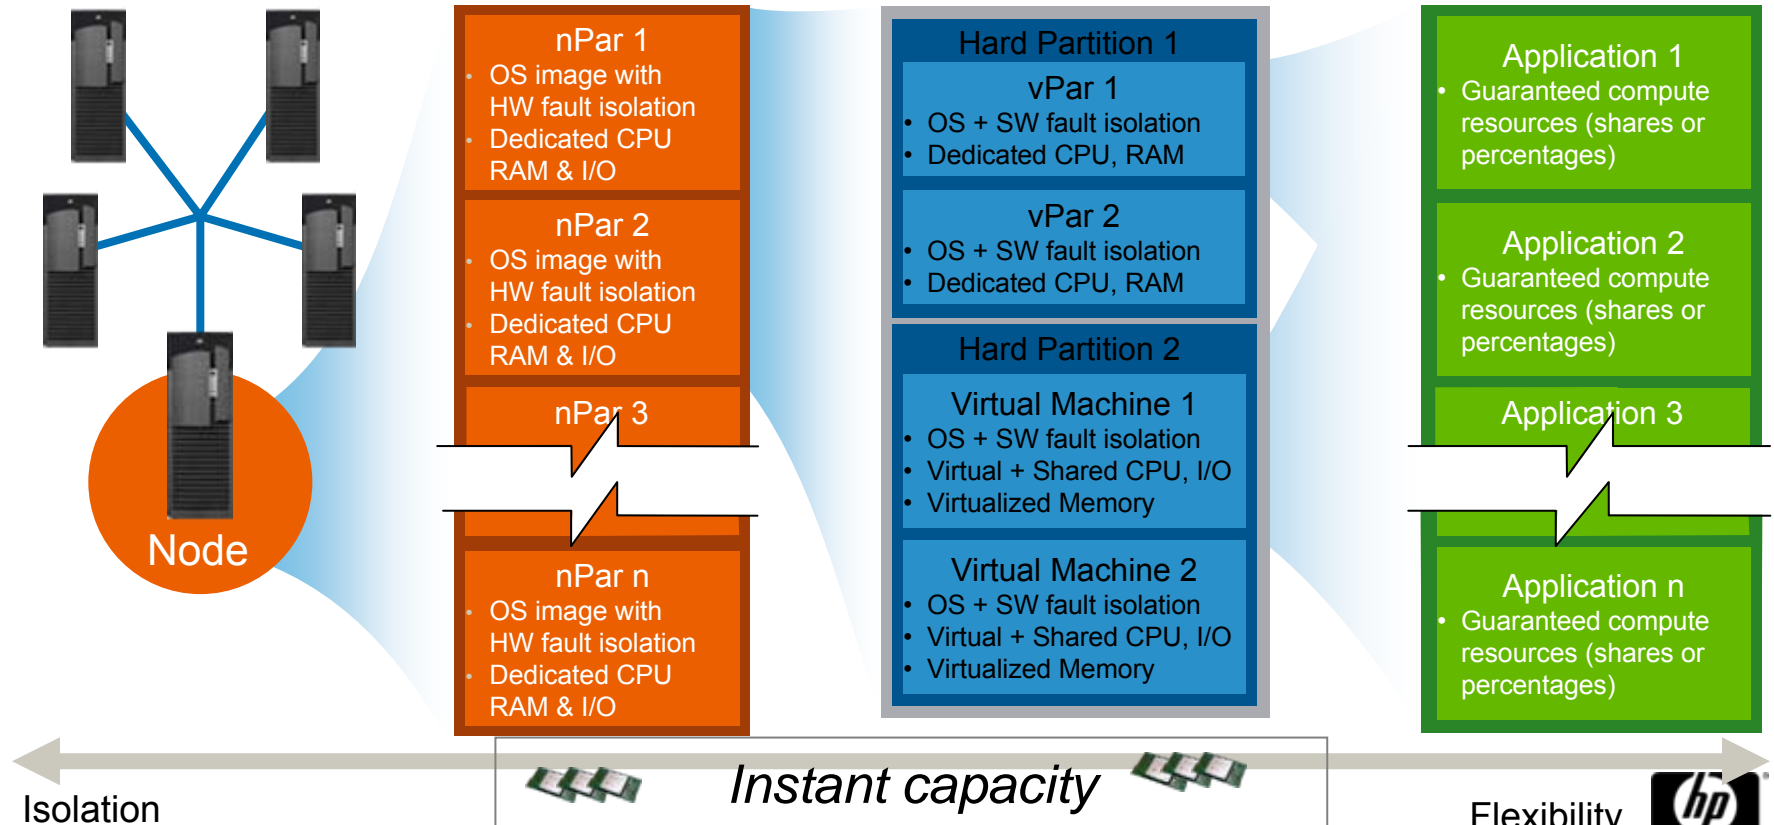 Node
nPar 1
• OS image with
HW fault isolation
• Dedicated CPU
RAM & I/O
nPar 2
• OS image with
HW fault isolation
• Dedicated CPU
RAM & I/O
nPar 3
nPar n
• OS image with
HW fault isolation
• Dedicated CPU
RAM & I/O
Hard Partition 1
vPar 1
• OS + SW fault isolation
• Dedicated CPU, RAM
vPar 2
• OS + SW fault isolation
• Dedicated CPU, RAM
Hard Partition 2
Virtual Machine 1
• OS + SW fault isolation
• Virtual + Shared CPU, I/O
• Virtualized Memory
Virtual Machine 2
• OS + SW fault isolation
• Virtual + Shared CPU, I/O
• Virtualized Memory
Application 1
• Guaranteed compute
resources (shares or
percentages)
Application 2
• Guaranteed compute
resources (shares or
percentages)
Application 3
Application n
• Guaranteed compute
resources (shares or
percentages)
Isolation
Instant capacity
Flexibility
hp